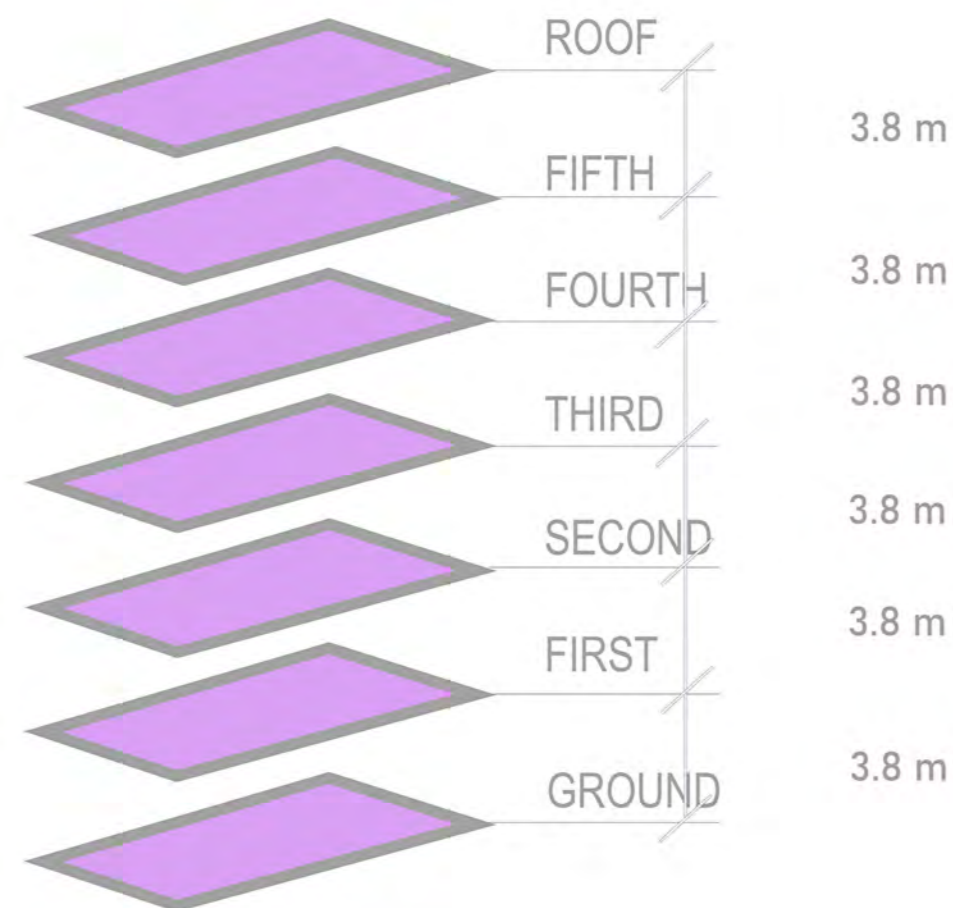 ROOF
3.8 m
FIFTH
3.8 m
FOURTH
3.8 m
THIRD
3.8 m
SECOND
3.8 m
FIRST
3.8 m
GROUND